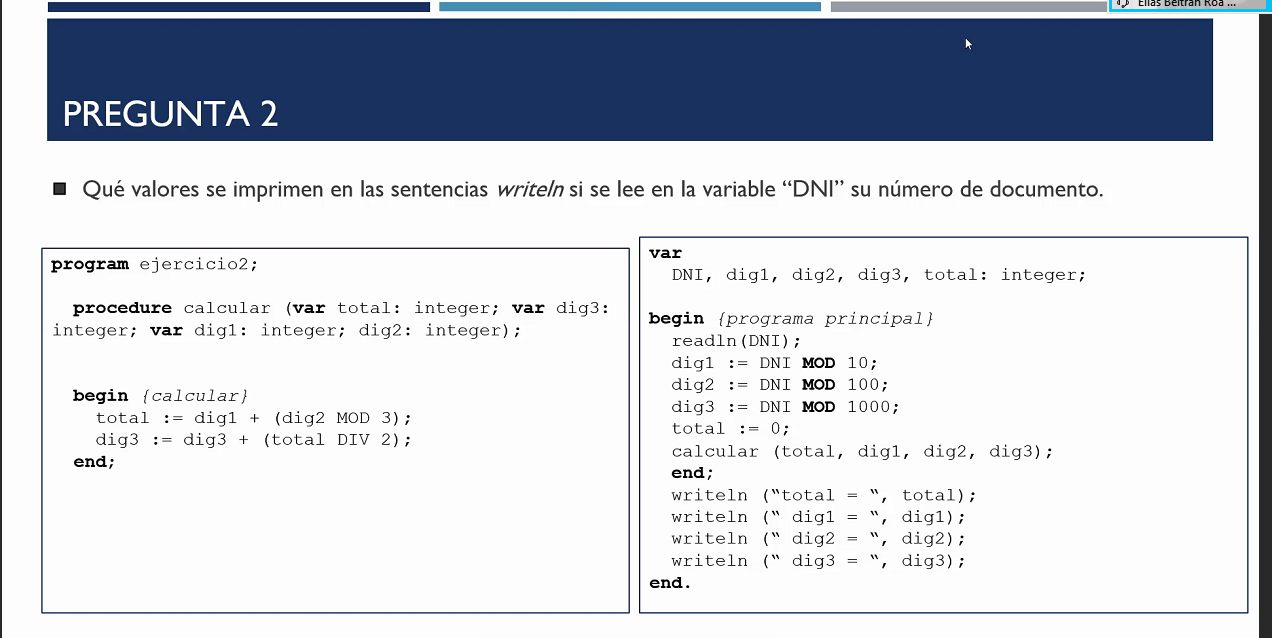 Elias Beltran Roa ...
PREGUNTA 2
Qué valores se imprimen en las sentencias writeln si se lee en la variable “DNI” su número de documento.
program ejercicio2;
procedure calcular (var total: integer; var dig3:
integer; var dig1: integer; dig2: integer);
begin {calcular}
total := dig1 + (dig2 MOD 3);
dig3 := dig3 + (total DIV 2);
end;
var
DNI, dig1, dig2, dig3, total: integer;
begin {programa principal}
readln(DNI);
dig1 := DNI MOD 10;
dig2 := DNI MOD 100;
dig3 := DNI MOD 1000;
total := 0;
calcular (total, dig1, dig2, dig3);
end;
writeln (“total = “, total);
writeln (“ dig1 = “, dig1);
writeln (“ dig2 = “, dig2);
writeln (“ dig3 = “, dig3);
end.